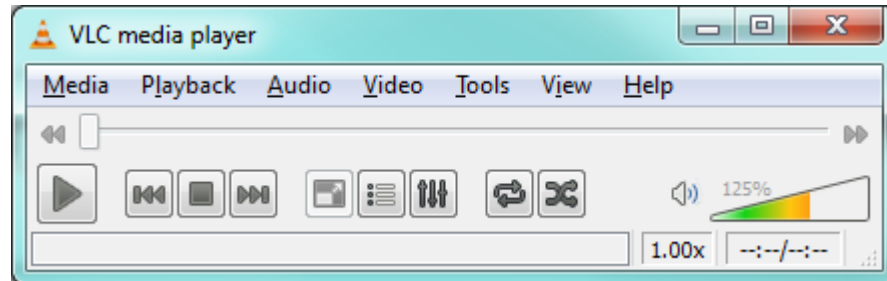 VLC media player
Media Playback Audio Video Tools View Help
125%
1.00x --:--/--:--